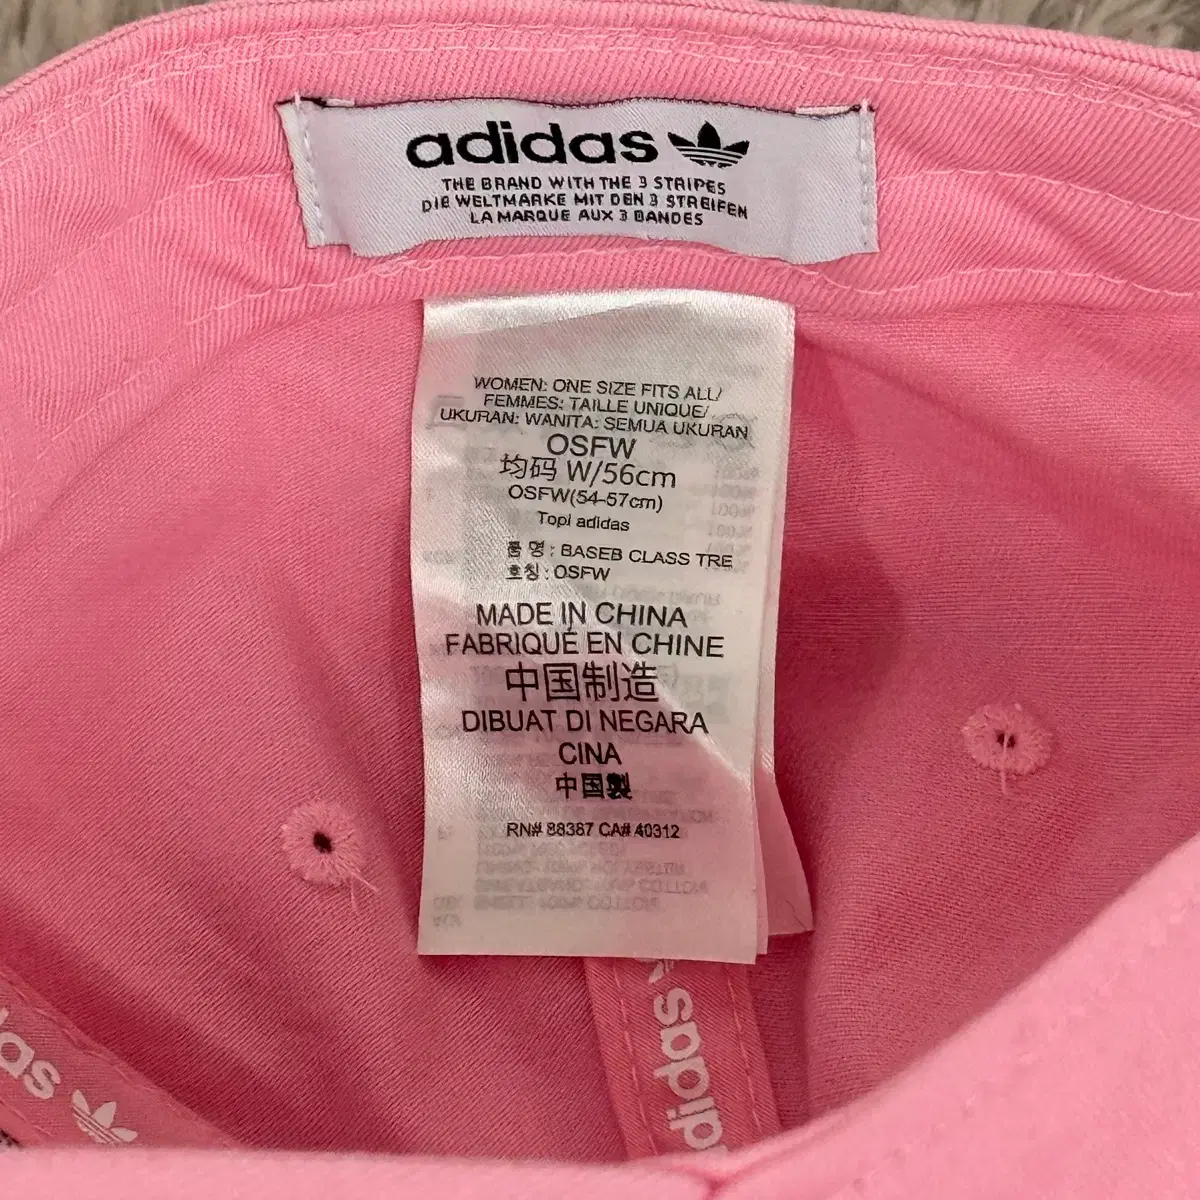 adidas
THE BRAND WITH THE 3 STRIPES
DIE WELTMARKE MIT DEN 3 STREIFEN
LA MARQUE AUX 3 BANDES
WOMEN: ONE SIZE FITS ALL/
FEMMES: TAILLE UNIQUE/
UKURAN: WANITA: SEMUA UKURAN
OSFW
均码 W/56cm
OSFW(54-57cm)
Topi adidas
품 명 : BASEB CLASS TRE
호칭 : OSFW
MADE IN CHINA
FABRIQUÉ EN CHINE
中国制造
DIBUAT DI NEGARA
CINA
中国製
RN# 88387 CA# 40312
adidas
das